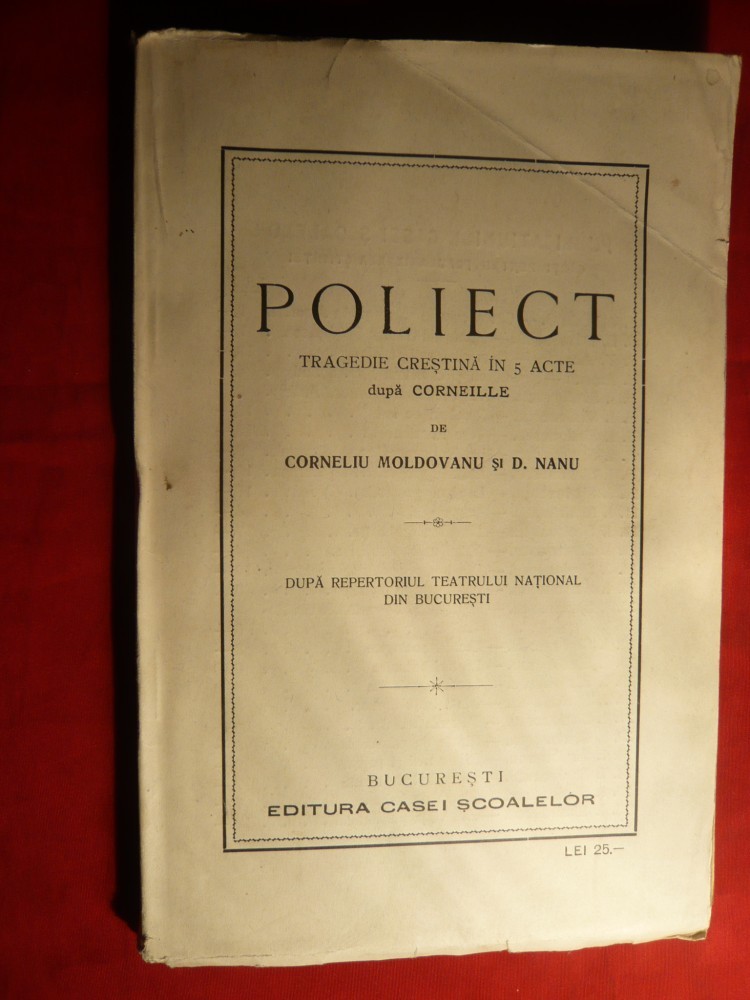 POLIECT
TRAGEDIE CREȘTINĂ ÎN 5 ACTE
după CORNEILLE
DE
CORNELIU MOLDOVANU ȘI D. NANU
DUPĂ REPERTORIUL TEATRULUI NAȚIONAL
DIN BUCUREȘTI
BUCUREȘTI
EDITURA CASEI ȘCOALELOR
LEI 25.—